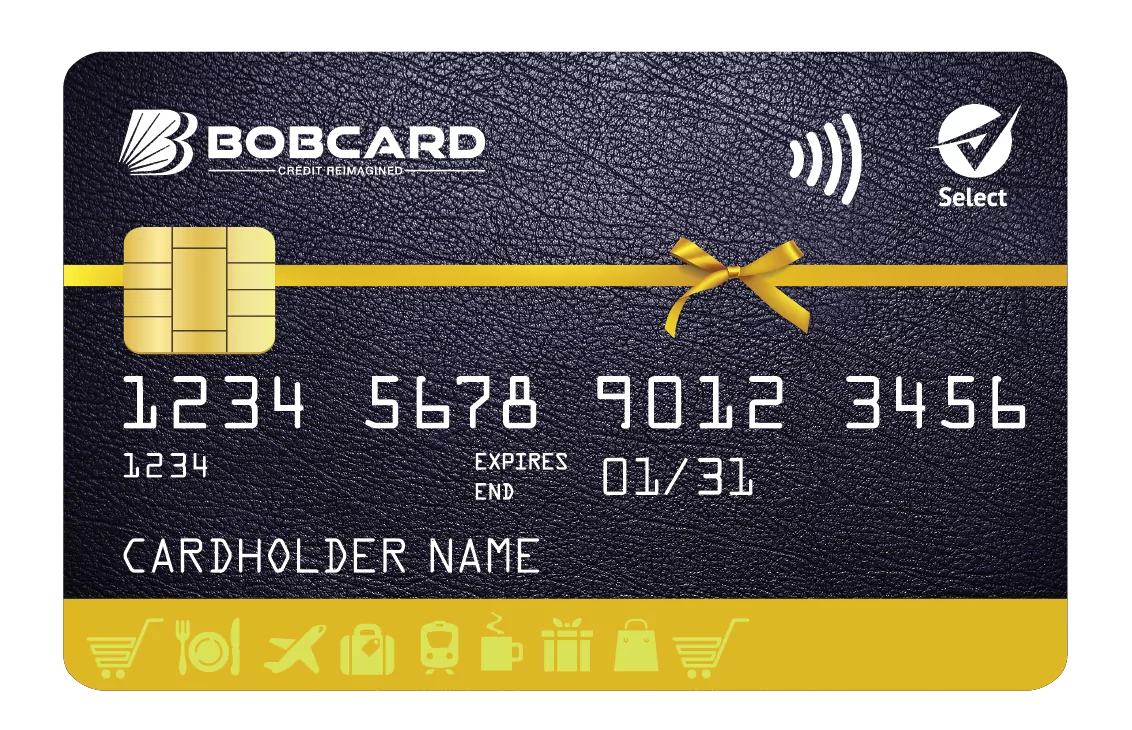 BOBCARD
CREDIT REIMAGINED
Select
1234 5678 9012 3456
1234
EXPIRES
END
01/31
CARDHOLDER NAME